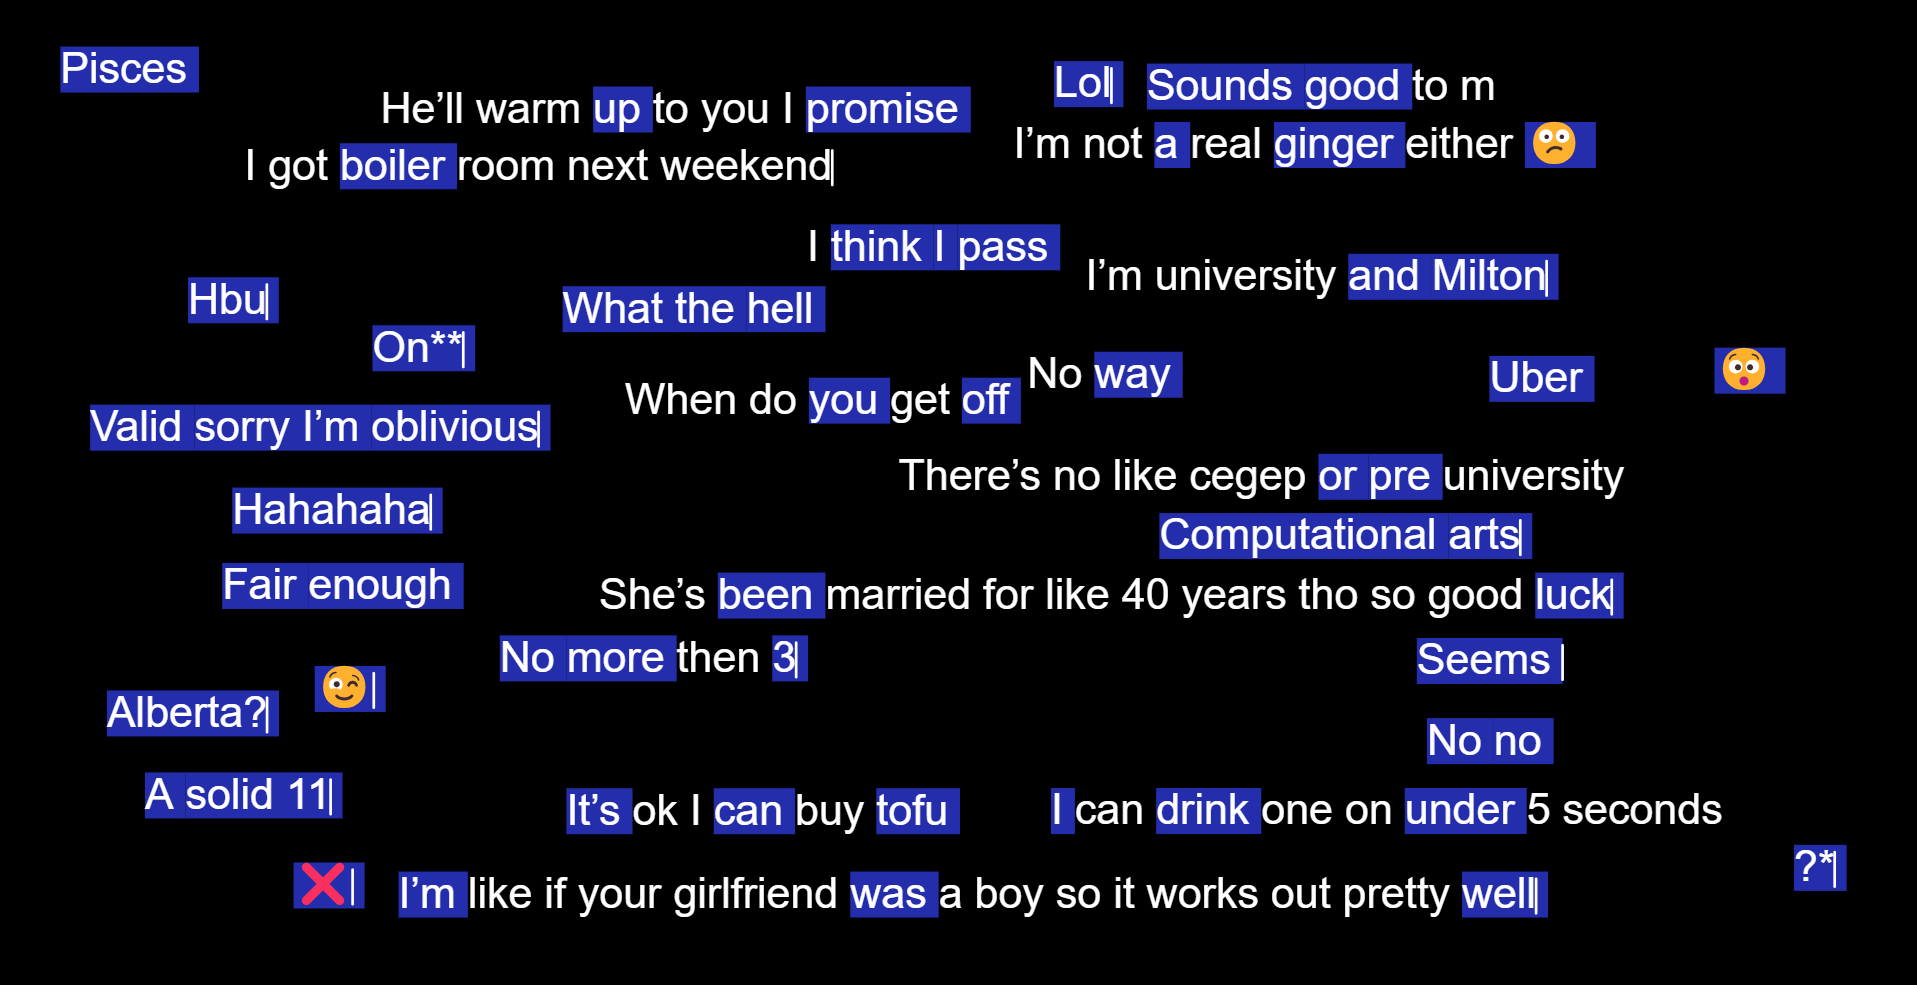 Pisces
He’ll warm up to you I promise
Lol
Sounds good to m
I got boiler room next weekend
I’m not a real ginger either 😕
I think I pass
I’m university and Milton
Hbu
What the hell
On**
No way
Uber
😲
When do you get off
Valid sorry I’m oblivious
There’s no like cegep or pre university
Hahahaha
Computational arts
Fair enough
She’s been married for like 40 years tho so good luck
No more then 3
Seems
😉
Alberta?
No no
A solid 11
It’s ok I can buy tofu
I can drink one on under 5 seconds
❌
I’m like if your girlfriend was a boy so it works out pretty well
?*